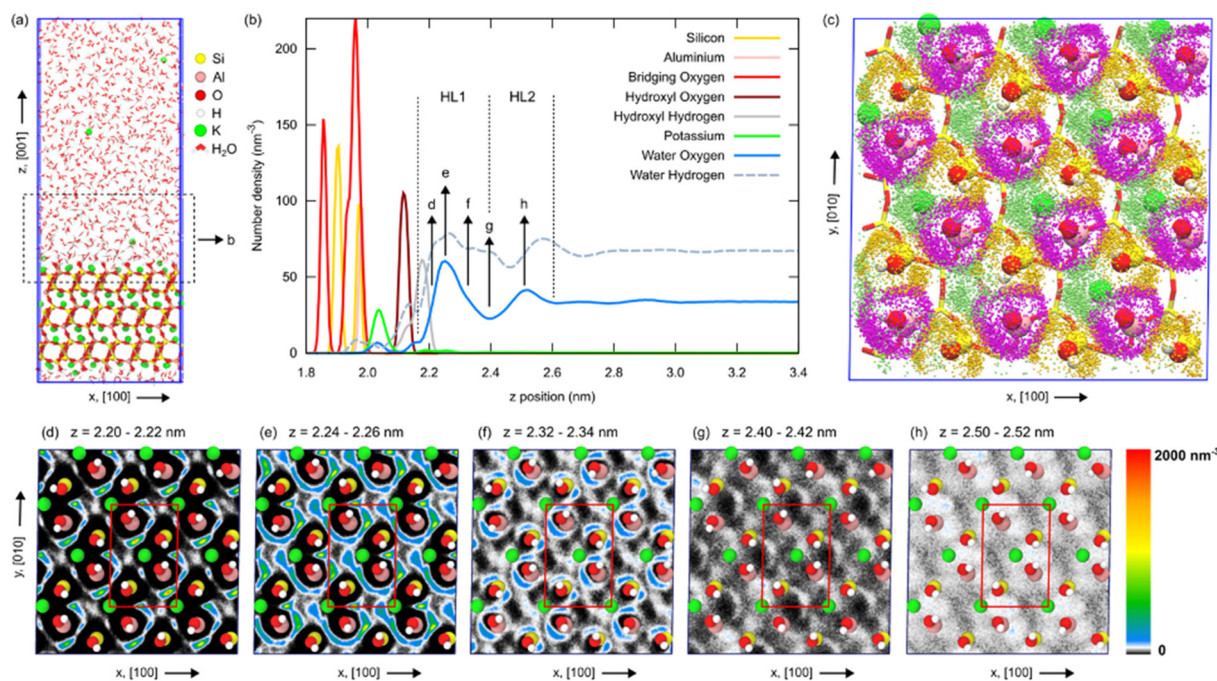 (a)
z, [001]
b
x, [100]
Si
Al
O
H
K
H2O
(b)
Number density (nm-3)
200
150
100
50
0
HL1
HL2
d
e
f
g
h
Silicon
Aluminium
Bridging Oxygen
Hydroxyl Oxygen
Hydroxyl Hydrogen
Potassium
Water Oxygen
Water Hydrogen
1.8 2.0 2.2 2.4 2.6 2.8 3.0 3.2 3.4
z position (nm)
(c)
y, [010]
x, [100]
(d) z = 2.20 - 2.22 nm
y, [010]
x, [100]
(e) z = 2.24 - 2.26 nm
x, [100]
(f) z = 2.32 - 2.34 nm
x, [100]
(g) z = 2.40 - 2.42 nm
x, [100]
(h) z = 2.50 - 2.52 nm
x, [100]
2000 nm-3
0